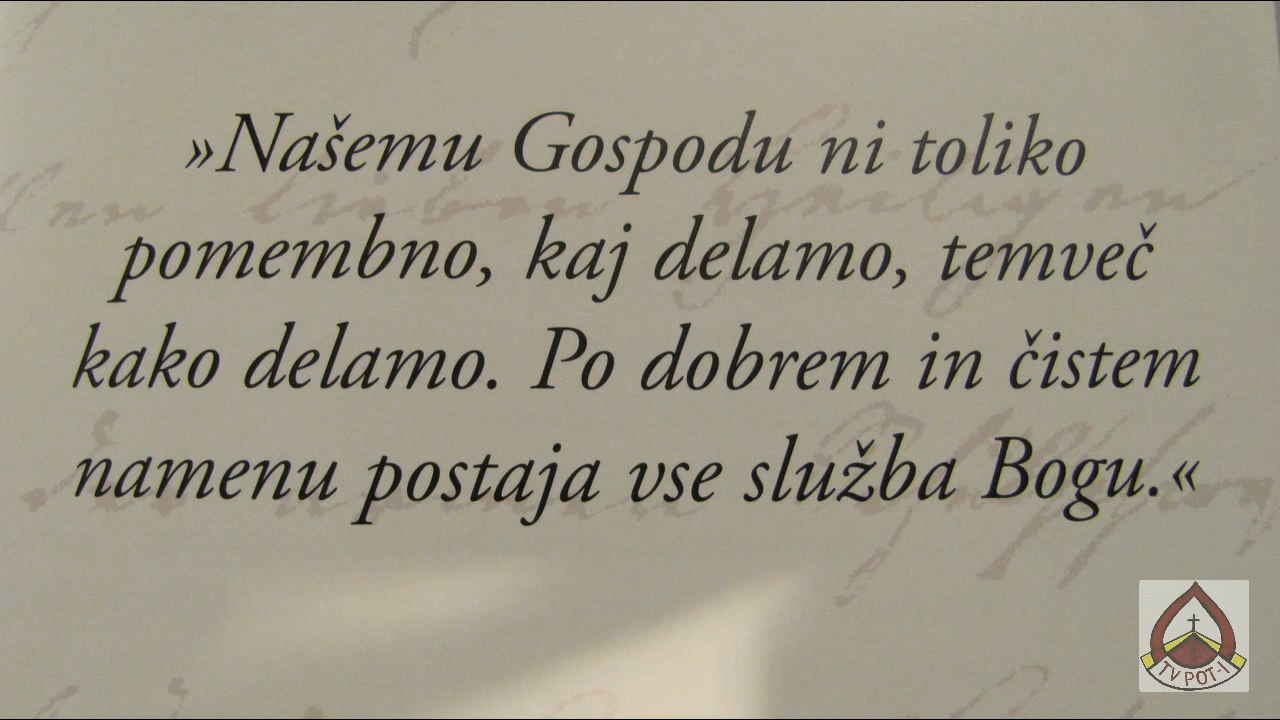 »Našemu Gospodu ni toliko
pomembno, kaj delamo, temveč
kako delamo. Po dobrem in čistem
namenu postaja vse služba Bogu.«
TV POT-1